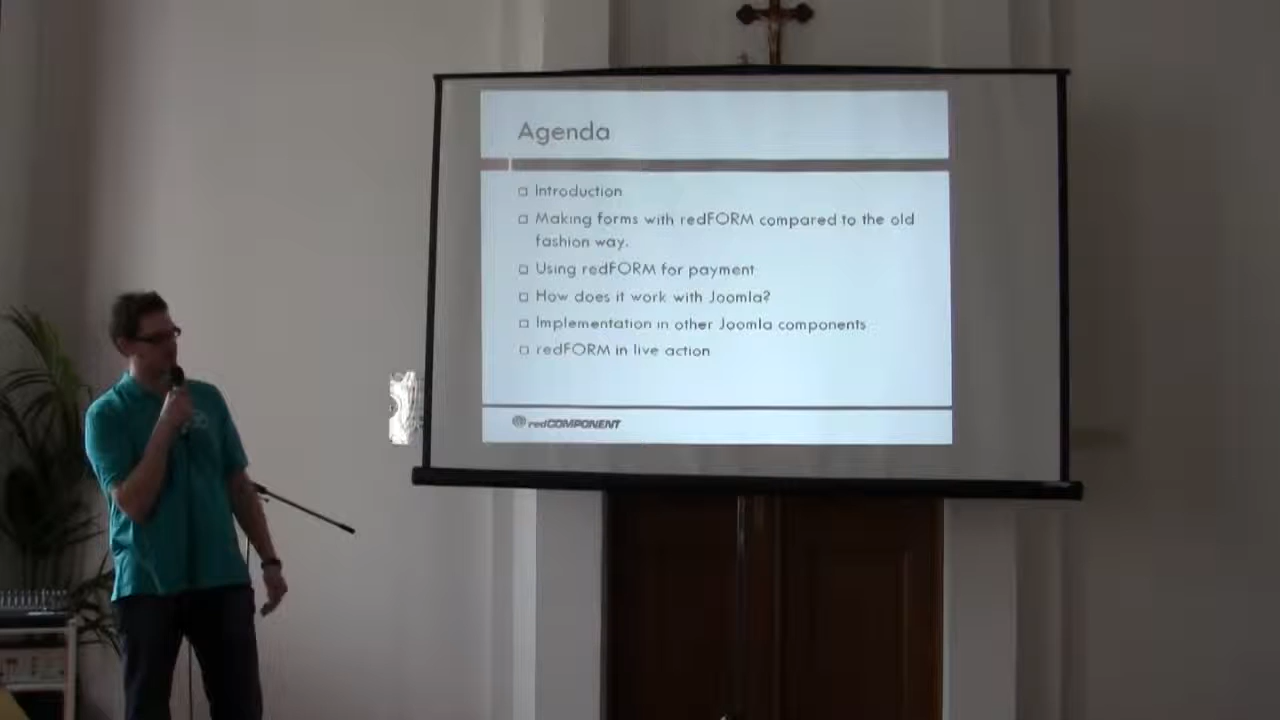 Agenda
Introduction
Making forms with redFORM compared to the old
fashion way.
Using redFORM for payment
How does it work with Joomla?
Implementation in other Joomla components
redFORM in live action
redCOMPONENT